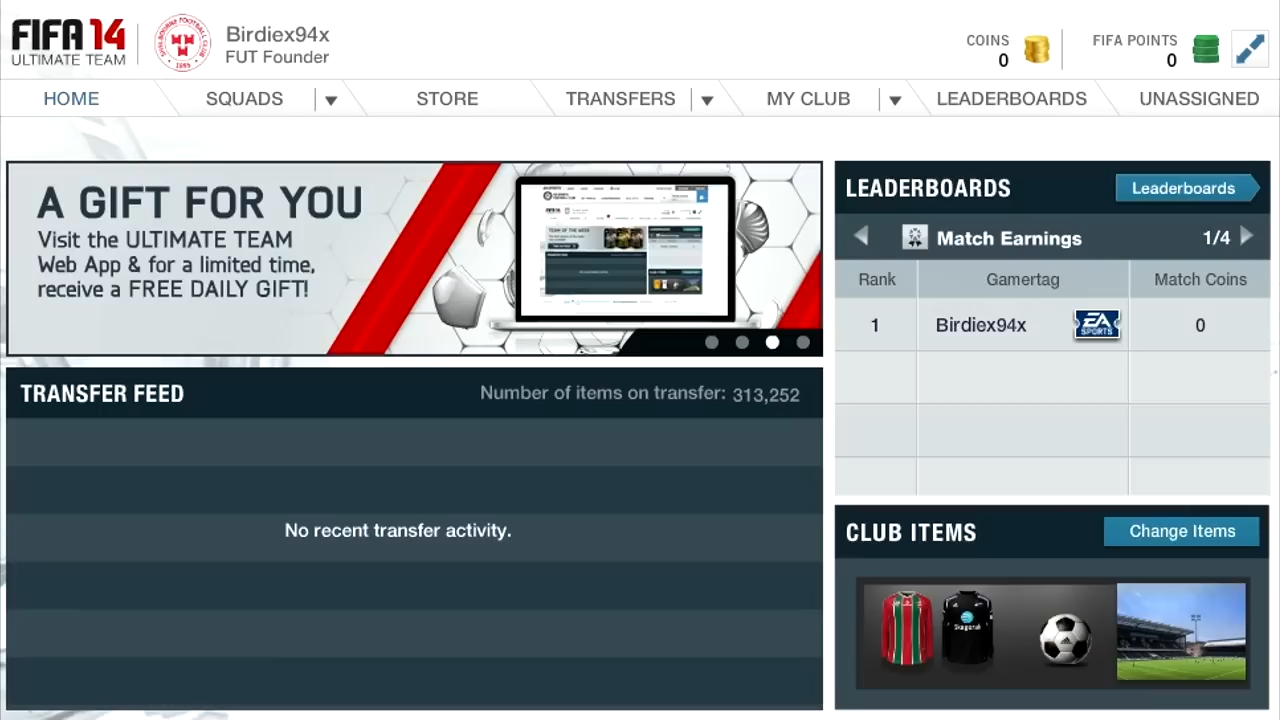 FIFA 14
ULTIMATE TEAM
Birdiex94x
FUT Founder
COINS
0
FIFA POINTS
0
HOME
SQUADS
STORE
TRANSFERS
MY CLUB
LEADERBOARDS
UNASSIGNED
A GIFT FOR YOU
Visit the ULTIMATE TEAM
Web App & for a limited time,
receive a FREE DAILY GIFT!
LEADERBOARDS
Leaderboards
Match Earnings
1/4
Rank
Gamertag
Match Coins
1
Birdiex94x
EA
SPORTS
0
TRANSFER FEED
Number of items on transfer: 313,252
No recent transfer activity.
CLUB ITEMS
Change Items